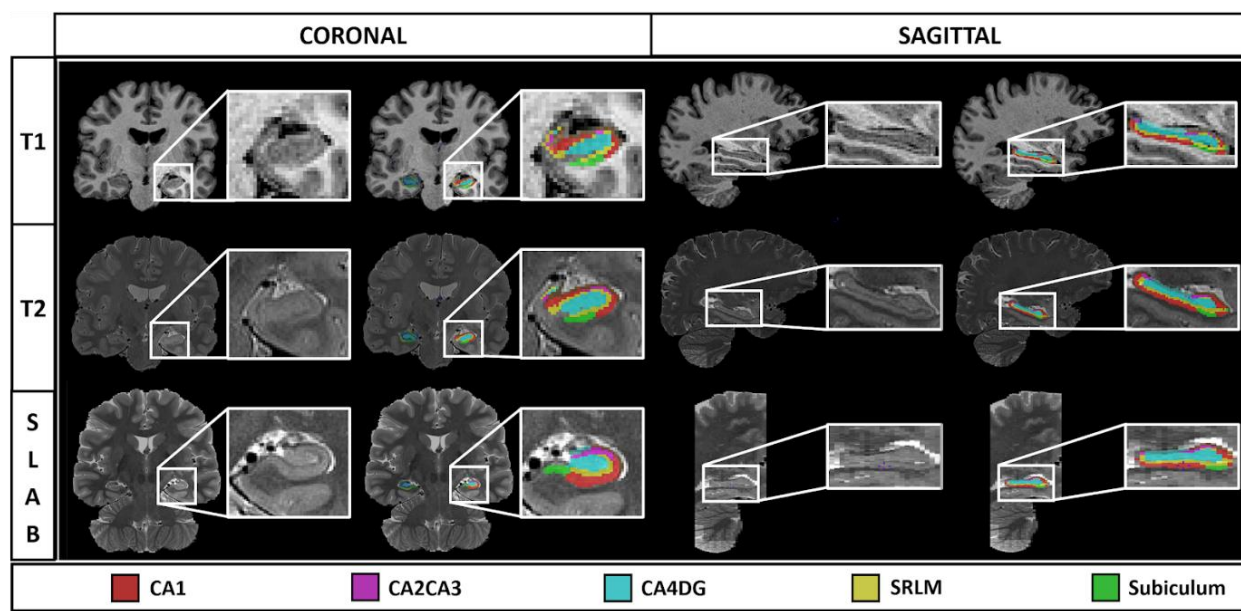 CORONAL
SAGITTAL
T1
T2
S
L
A
B
CA1
CA2CA3
CA4DG
SRLM
Subiculum